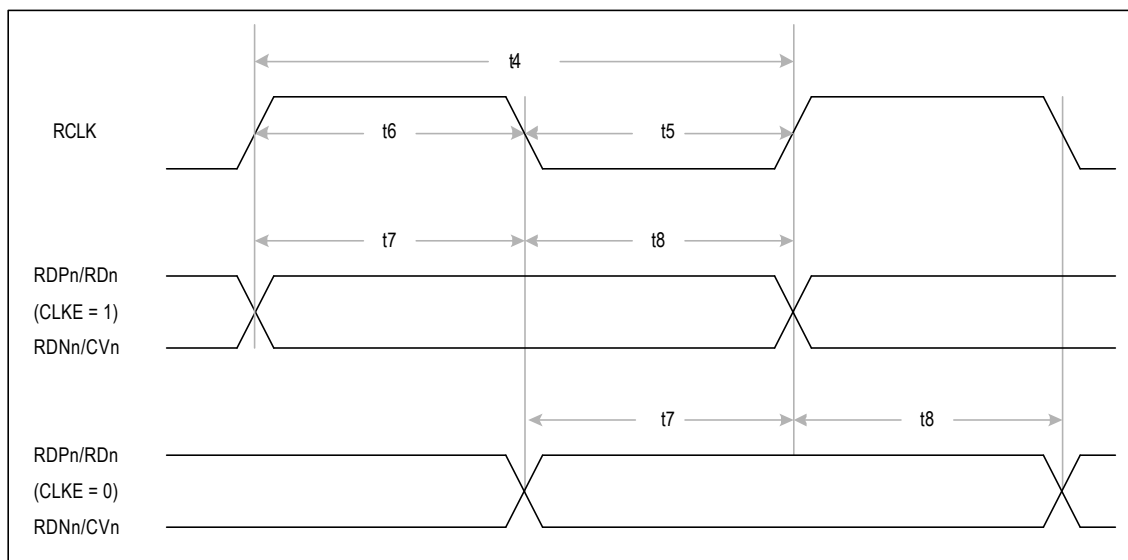 t4
RCLK
t6
t5
t7
t8
RDPn/RDn
(CLKE = 1)
RDNn/CVn
t7
t8
RDPn/RDn
(CLKE = 0)
RDNn/CVn